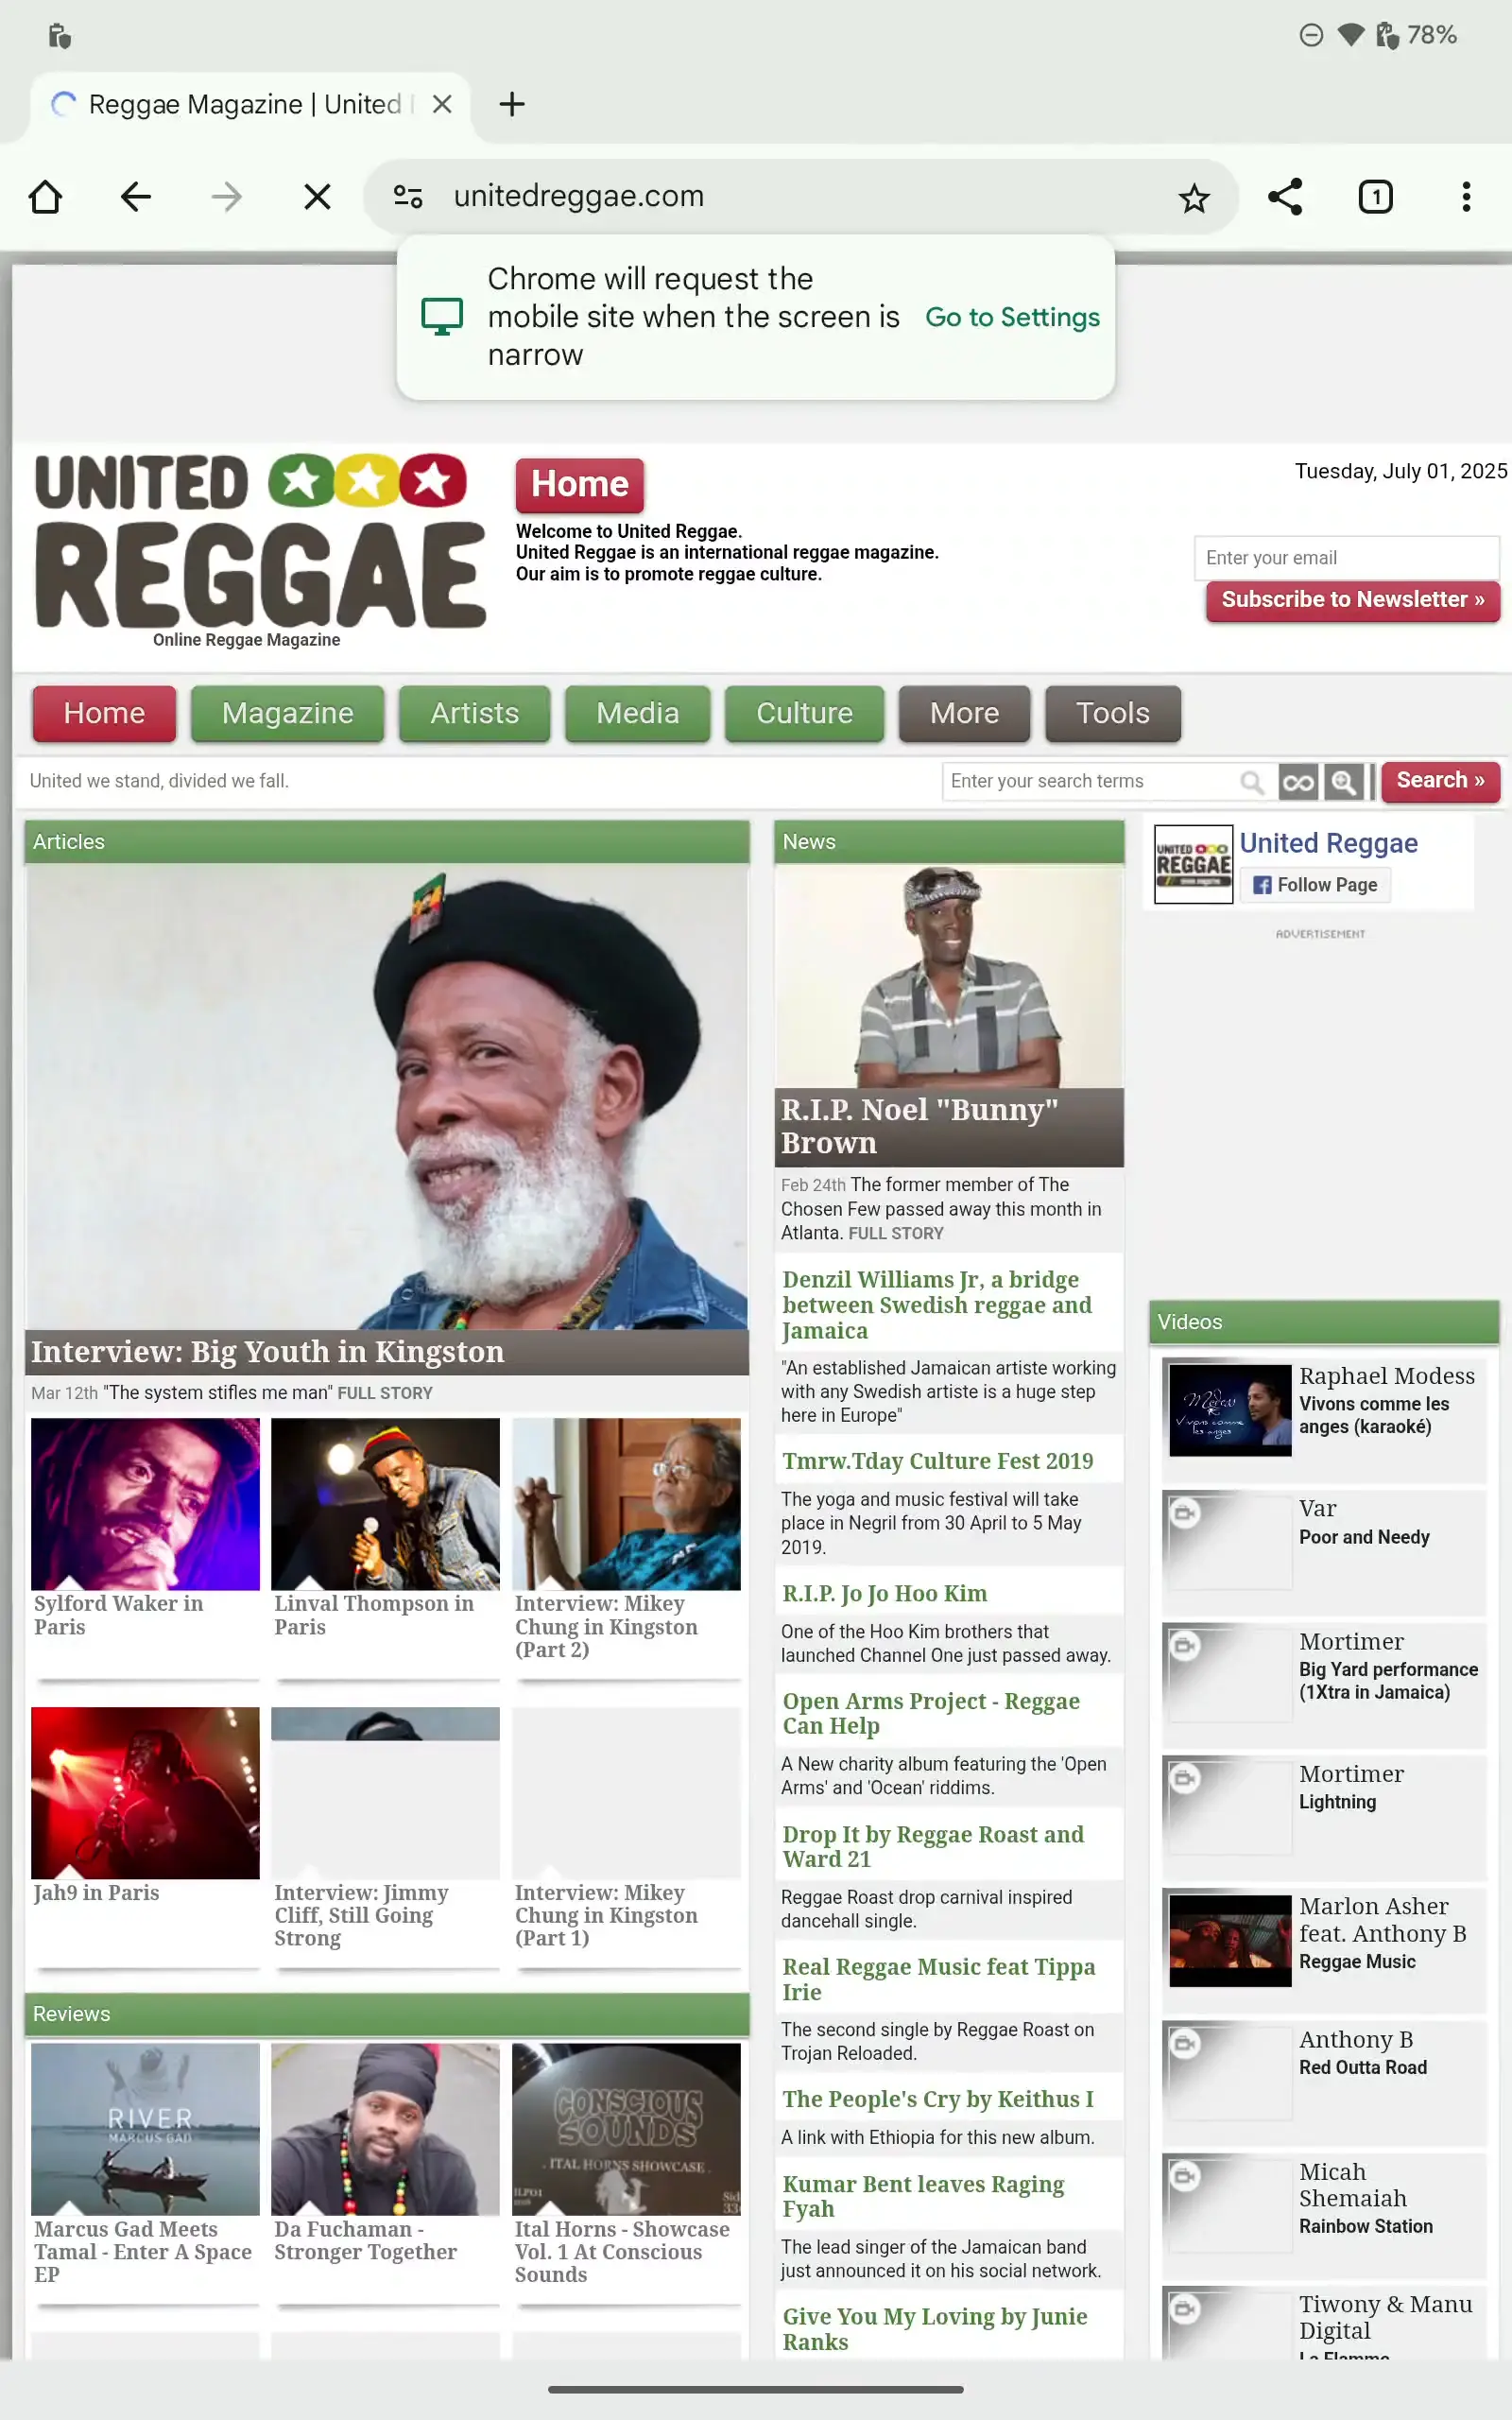 78%
Reggae Magazine | United
unitedreggae.com
1
Chrome will request the
mobile site when the screen is
narrow
Go to Settings
UNITED
REGGAE
Online Reggae Magazine
Home
Welcome to United Reggae.
United Reggae is an international reggae magazine.
Our aim is to promote reggae culture.
Tuesday, July 01, 2025
Enter your email
Subscribe to Newsletter »
Home
Magazine
Artists
Media
Culture
More
Tools
United we stand, divided we fall.
Enter your search terms
Search »
Articles
Interview: Big Youth in Kingston
Mar 12th "The system stifles me man" FULL STORY
Sylford Waker in
Paris
Linval Thompson in
Paris
Interview: Mikey
Chung in Kingston
(Part 2)
Jah9 in Paris
Interview: Jimmy
Cliff, Still Going
Strong
Interview: Mikey
Chung in Kingston
(Part 1)
Reviews
RIVER
MARCUS GAD
CONSCIOUS
SOUNDS
ITAL HORNS SHOWCASE
Marcus Gad Meets
Tamal - Enter A Space
EP
Da Fuchaman -
Stronger Together
Ital Horns - Showcase
Vol. 1 At Conscious
Sounds
News
R.I.P. Noel "Bunny"
Brown
Feb 24th The former member of The
Chosen Few passed away this month in
Atlanta. FULL STORY
Denzil Williams Jr, a bridge
between Swedish reggae and
Jamaica
"An established Jamaican artiste working
with any Swedish artiste is a huge step
here in Europe"
Tmrw.Tday Culture Fest 2019
The yoga and music festival will take
place in Negril from 30 April to 5 May
2019.
R.I.P. Jo Jo Hoo Kim
One of the Hoo Kim brothers that
launched Channel One just passed away.
Open Arms Project - Reggae
Can Help
A New charity album featuring the 'Open
Arms' and 'Ocean' riddims.
Drop It by Reggae Roast and
Ward 21
Reggae Roast drop carnival inspired
dancehall single.
Real Reggae Music feat Tippa
Irie
The second single by Reggae Roast on
Trojan Reloaded.
The People's Cry by Keithus I
A link with Ethiopia for this new album.
Kumar Bent leaves Raging
Fyah
The lead singer of the Jamaican band
just announced it on his social network.
Give You My Loving by Junie
Ranks
UNITED
REGGAE
United Reggae
Follow Page
ADVERTISEMENT
Videos
Modess
Vivons comme
les anges
Raphael Modess
Vivons comme les
anges (karaoké)
Var
Poor and Needy
Mortimer
Big Yard performance
(1Xtra in Jamaica)
Mortimer
Lightning
Marlon Asher
feat. Anthony B
Reggae Music
Anthony B
Red Outta Road
Micah
Shemaiah
Rainbow Station
Tiwony & Manu
Digital
La Flamme